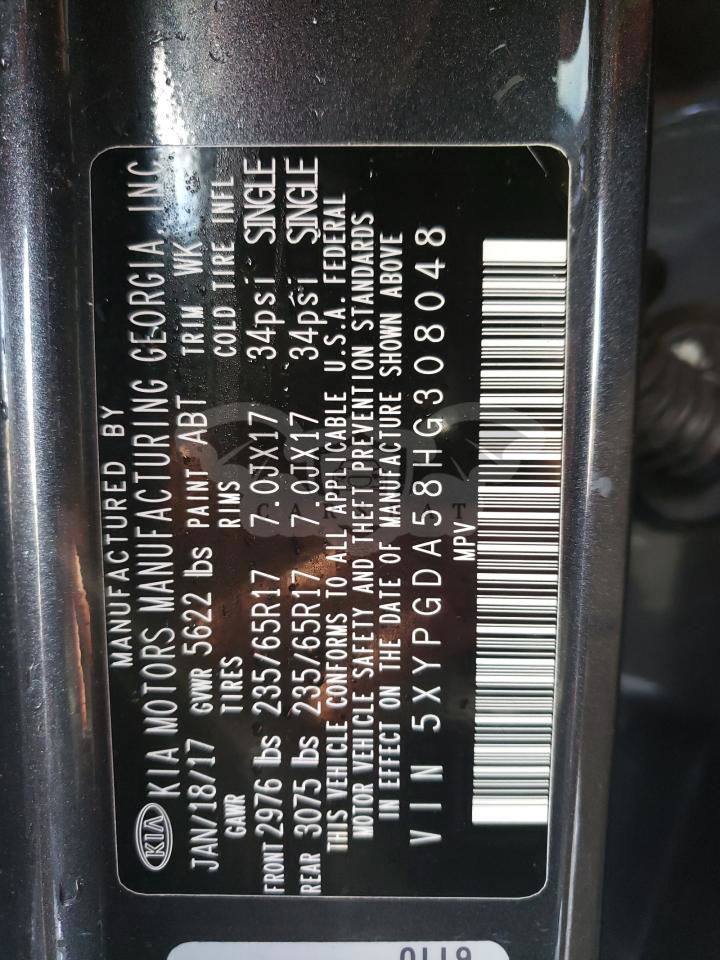 MANUFACTURED BY
KIA KIA MOTORS MANUFACTURING GEORGIA, INC
JAN/18/17 GVWR 5622 lbs PAINT ABT TRIM WK
GAWR TIRES RIMS COLD TIRE INFL
FRONT 2976 lbs 235/65R17 7.0JX17 34psi SINGLE
REAR 3075 lbs 235/65R17 7.0JX17 34psi SINGLE
THIS VEHICLE CONFORMS TO ALL APPLICABLE U.S.A. FEDERAL
MOTOR VEHICLE SAFETY AND THEFT PREVENTION STANDARDS
IN EFFECT ON THE DATE OF MANUFACTURE SHOWN ABOVE
VIN 5XYPGDA58HG308048
MPV